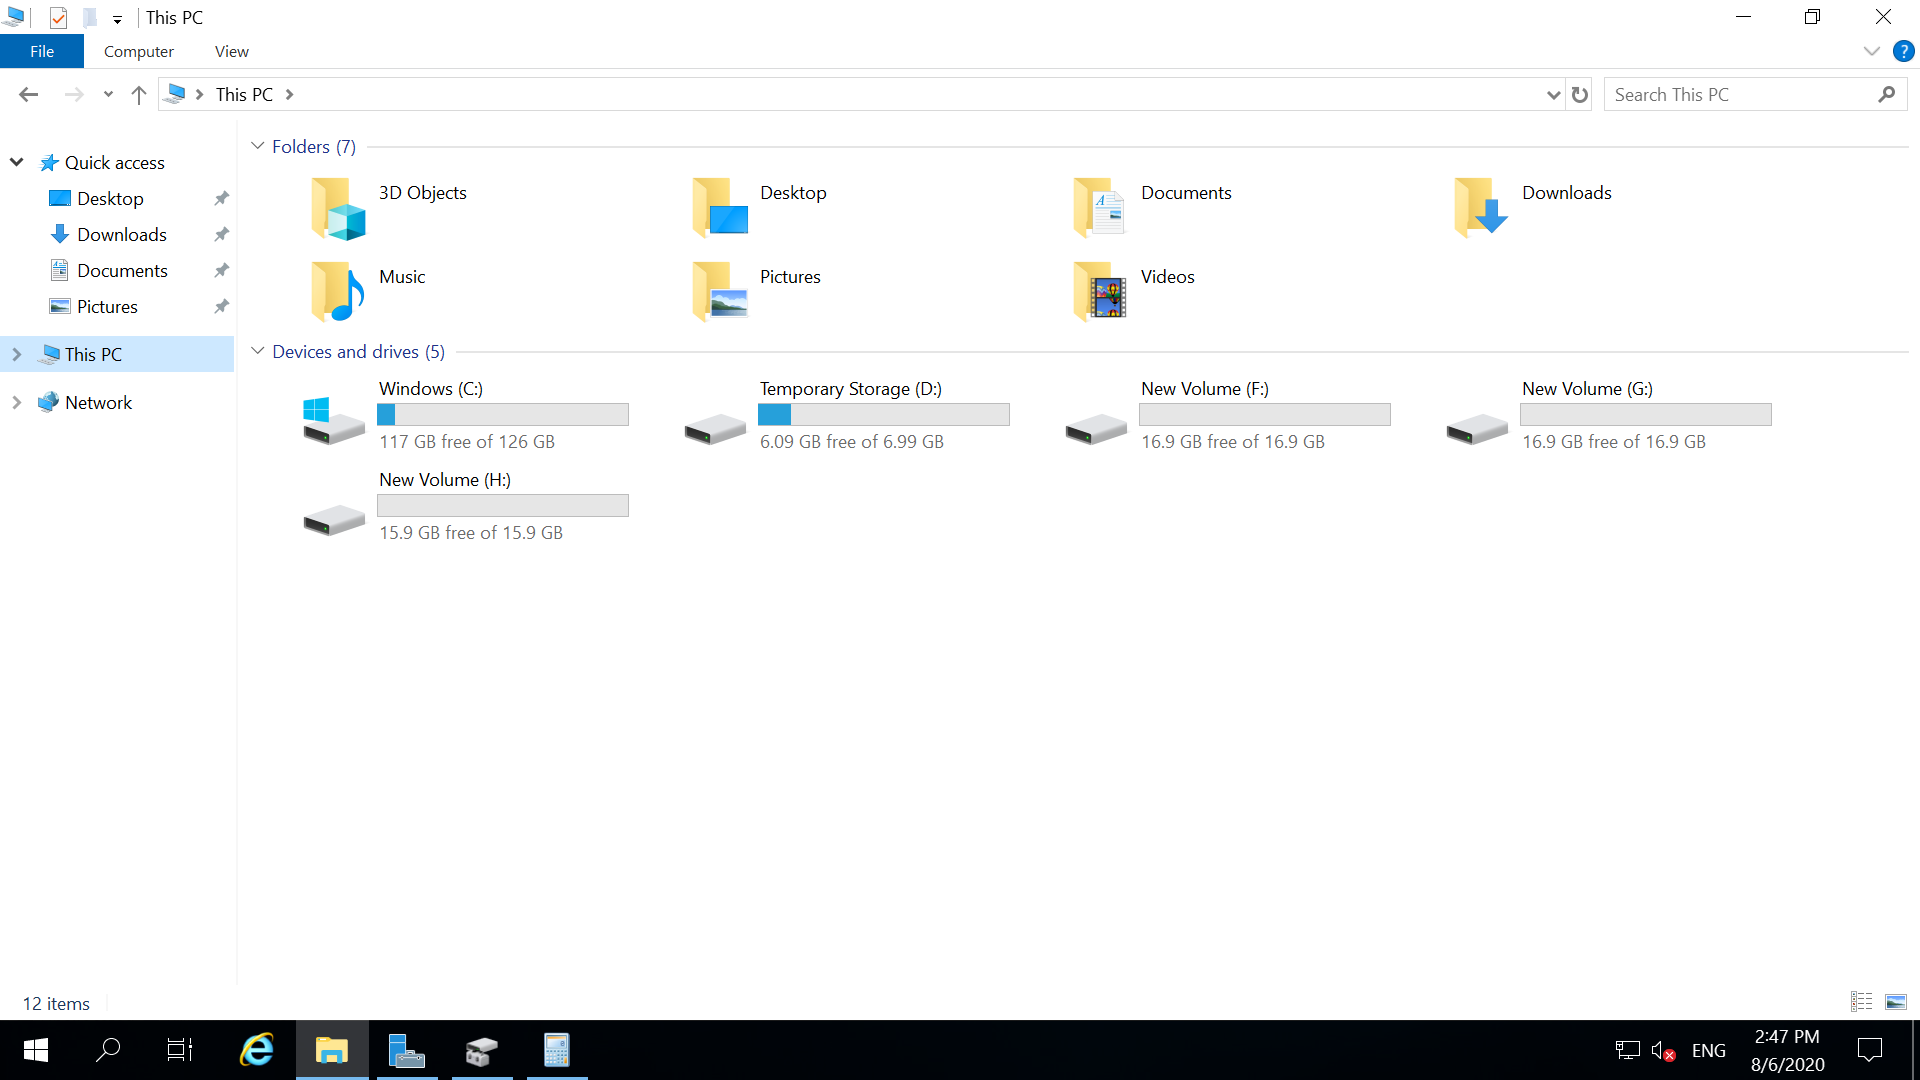 This PC
File Computer View
This PC
Search This PC
Quick access
Desktop
Downloads
Documents
Pictures
This PC
Network
Folders (7)
3D Objects
Desktop
Documents
Downloads
Music
Pictures
Videos
Devices and drives (5)
Windows (C:)
117 GB free of 126 GB
Temporary Storage (D:)
6.09 GB free of 6.99 GB
New Volume (F:)
16.9 GB free of 16.9 GB
New Volume (G:)
16.9 GB free of 16.9 GB
New Volume (H:)
15.9 GB free of 15.9 GB
12 items
ENG
2:47 PM
8/6/2020